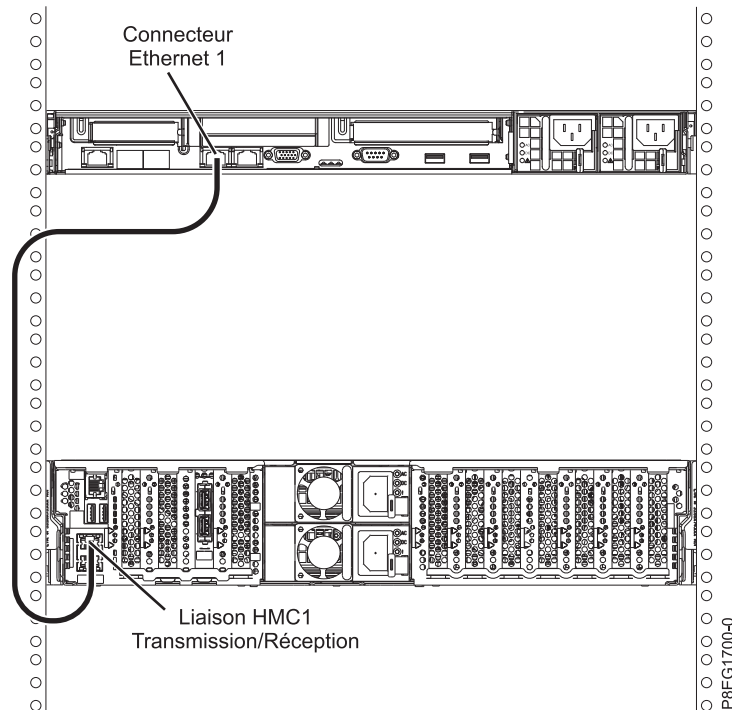 Connecteur
Ethernet 1
Liaison HMC1
Transmission/Réception
P8EG1700-0